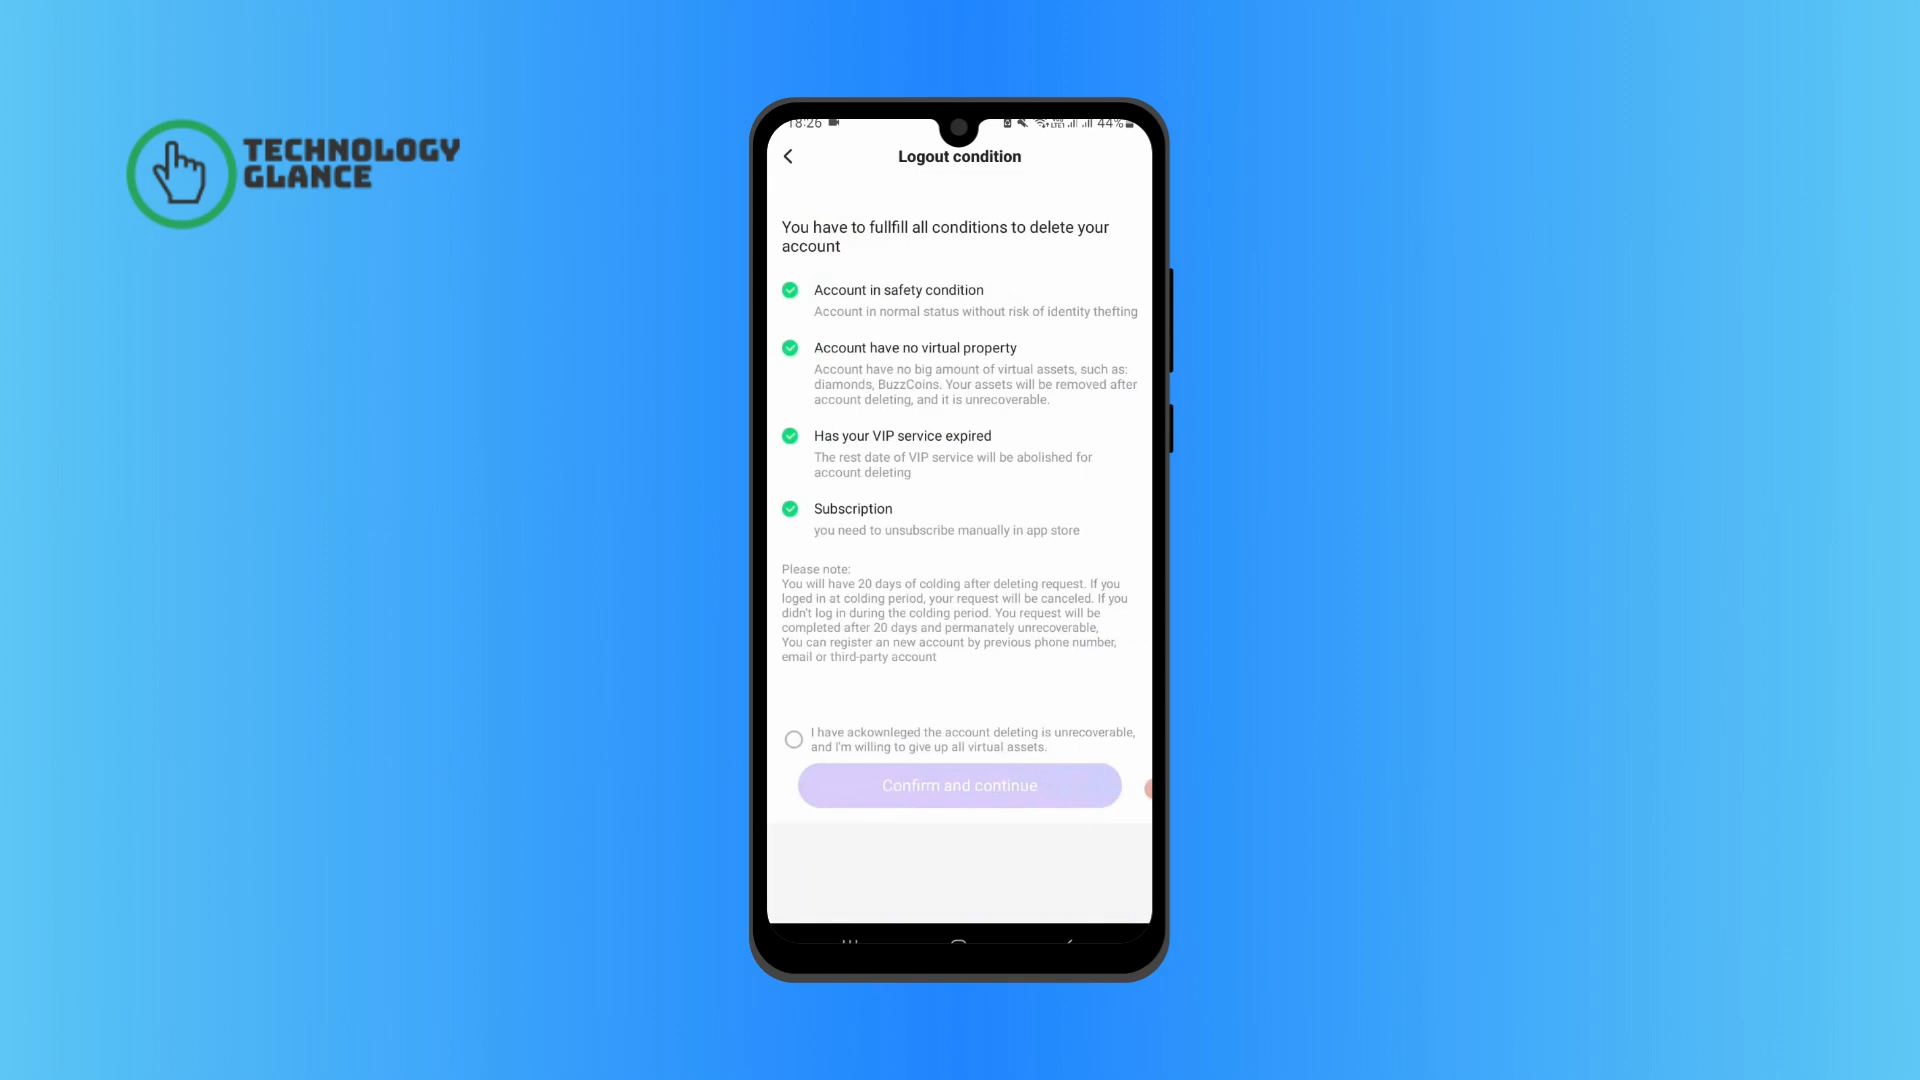 TECHNOLOGY
GLANCE
18:26
44%
Logout condition
You have to fullfill all conditions to delete your
account
Account in safety condition
Account in normal status without risk of identity thefting
Account have no virtual property
Account have no big amount of virtual assets, such as:
diamonds, BuzzCoins. Your assets will be removed after
account deleting, and it is unrecoverable.
Has your VIP service expired
The rest date of VIP service will be abolished for
account deleting
Subscription
you need to unsubscribe manually in app store
Please note:
You will have 20 days of colding after deleting request. If you
loged in at colding period, your request will be canceled. If you
didn't log in during the colding period. You request will be
completed after 20 days and permanately unrecoverable,
You can register an new account by previous phone number,
email or third-party account
I have ackownleged the account deleting is unrecoverable,
and I'm willing to give up all virtual assets.
Confirm and continue